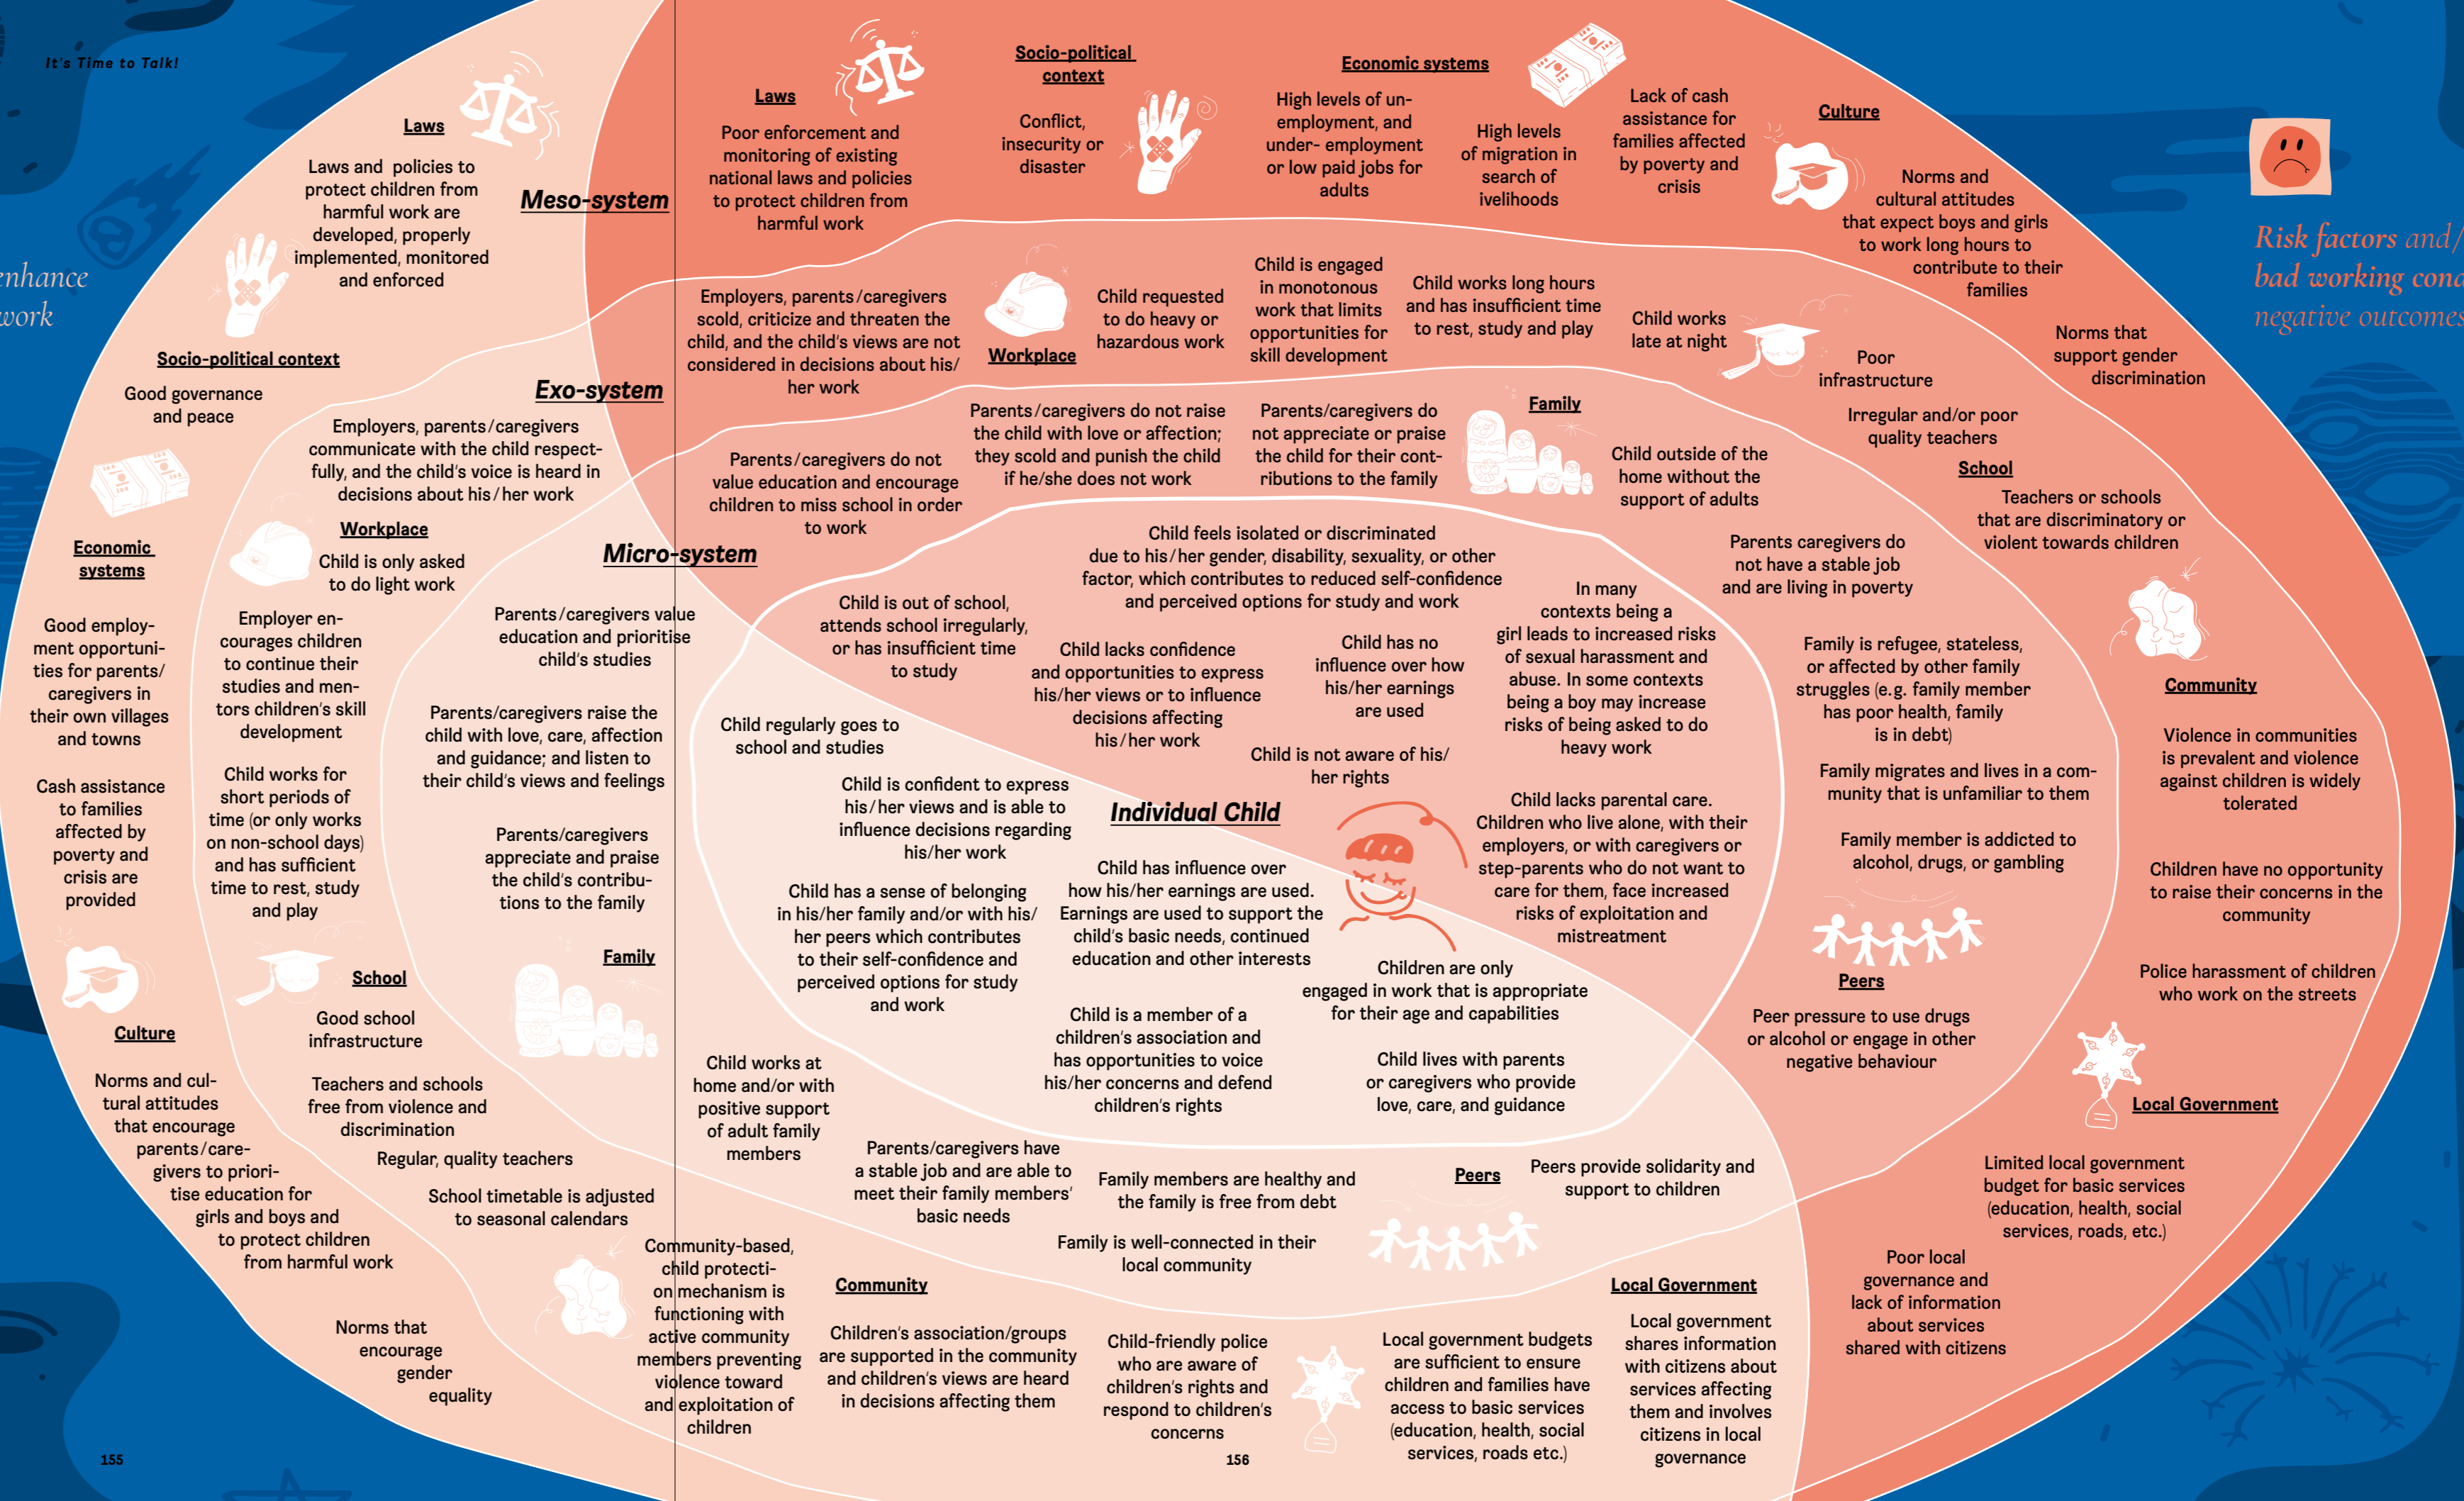 It's Time to Talk!
enhance
work
Laws
Laws and policies to
protect children from
harmful work are
developed, properly
implemented, monitored
and enforced
Socio-political context
Good governance
and peace
Economic
systems
Good employ-
ment opportuni-
ties for parents/
caregivers in
their own villages
and towns
Cash assistance
to families
affected by
poverty and
crisis are
provided
Culture
Norms and cul-
tural attitudes
that encourage
parents/care-
givers to priori-
tise education for
girls and boys and
to protect children
from harmful work
Norms that
encourage
gender
equality
Meso-system
Exo-system
Employers, parents/caregivers
communicate with the child respect-
fully, and the child's voice is heard in
decisions about his/her work
Workplace
Child is only asked
to do light work
Employer en-
courages children
to continue their
studies and men-
tors children's skill
development
Child works for
short periods of
time (or only works
on non-school days)
and has sufficient
time to rest, study
and play
School
Good school
infrastructure
Teachers and schools
free from violence and
discrimination
Regular, quality teachers
School timetable is adjusted
to seasonal calendars
Community-based,
child protecti-
on mechanism is
functioning with
active community
members preventing
violence toward
and exploitation of
children
Community
Children's association/groups
are supported in the community
and children's views are heard
in decisions affecting them
Child-friendly police
who are aware of
children's rights and
respond to children's
concerns
Local government budgets
are sufficient to ensure
children and families have
access to basic services
(education, health, social
services, roads etc.)
Local Government
Local government
shares information
with citizens about
services affecting
them and involves
citizens in local
governance
Micro-system
Parents/caregivers value
education and prioritise
child's studies
Parents/caregivers raise the
child with love, care, affection
and guidance; and listen to
their child's views and feelings
Parents/caregivers
appreciate and praise
the child's contribu-
tions to the family
Family
Child works at
home and/or with
positive support
of adult family
members
Parents/caregivers have
a stable job and are able to
meet their family members'
basic needs
Family members are healthy and
the family is free from debt
Family is well-connected in their
local community
Peers
Peers provide solidarity and
support to children
Individual Child
Child regularly goes to
school and studies
Child is confident to express
his/her views and is able to
influence decisions regarding
his/her work
Child has a sense of belonging
in his/her family and/or with his/
her peers which contributes
to their self-confidence and
perceived options for study
and work
Child has influence over
how his/her earnings are used.
Earnings are used to support the
child's basic needs, continued
education and other interests
Child is a member of a
children's association and
has opportunities to voice
his/her concerns and defend
children's rights
Children are only
engaged in work that is appropriate
for their age and capabilities
Child lives with parents
or caregivers who provide
love, care, and guidance
Laws
Poor enforcement and
monitoring of existing
national laws and policies
to protect children from
harmful work
Socio-political
context
Conflict,
insecurity or
disaster
Economic systems
High levels of un-
employment, and
under- employment
or low paid jobs for
adults
High levels
of migration in
search of
ivelihoods
Lack of cash
assistance for
families affected
by poverty and
crisis
Culture
Norms and
cultural attitudes
that expect boys and girls
to work long hours to
contribute to their
families
Norms that
support gender
discrimination
Employers, parents/caregivers
scold, criticize and threaten the
child, and the child's views are not
considered in decisions about his/
her work
Workplace
Child requested
to do heavy or
hazardous work
Child is engaged
in monotonous
work that limits
opportunities for
skill development
Child works long hours
and has insufficient time
to rest, study and play
Child works
late at night
Poor
infrastructure
Irregular and/or poor
quality teachers
School
Teachers or schools
that are discriminatory or
violent towards children
Community
Violence in communities
is prevalent and violence
against children is widely
tolerated
Children have no opportunity
to raise their concerns in the
community
Police harassment of children
who work on the streets
Local Government
Limited local government
budget for basic services
(education, health, social
services, roads, etc.)
Poor local
governance and
lack of information
about services
shared with citizens
Parents/caregivers do not
value education and encourage
children to miss school in order
to work
Parents/caregivers do not raise
the child with love or affection;
they scold and punish the child
if he/she does not work
Parents/caregivers do
not appreciate or praise
the child for their cont-
ributions to the family
Family
Child outside of the
home without the
support of adults
Parents caregivers do
not have a stable job
and are living in poverty
Family is refugee, stateless,
or affected by other family
struggles (e.g. family member
has poor health, family
is in debt)
Family migrates and lives in a com-
munity that is unfamiliar to them
Family member is addicted to
alcohol, drugs, or gambling
Peers
Peer pressure to use drugs
or alcohol or engage in other
negative behaviour
Child is out of school,
attends school irregularly,
or has insufficient time
to study
Child feels isolated or discriminated
due to his/her gender, disability, sexuality, or other
factor, which contributes to reduced self-confidence
and perceived options for study and work
Child lacks confidence
and opportunities to express
his/her views or to influence
decisions affecting
his/her work
Child has no
influence over how
his/her earnings
are used
Child is not aware of his/
her rights
In many
contexts being a
girl leads to increased risks
of sexual harassment and
abuse. In some contexts
being a boy may increase
risks of being asked to do
heavy work
Child lacks parental care.
Children who live alone, with their
employers, or with caregivers or
step-parents who do not want to
care for them, face increased
risks of exploitation and
mistreatment
Risk factors and/
bad working cond
negative outcomes
155
156